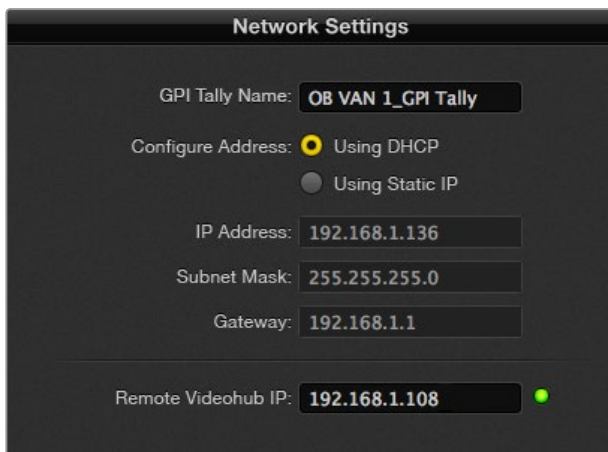 Network Settings
GPI Tally Name: OB VAN 1_GPI Tally
Configure Address: Using DHCP
Using Static IP
IP Address: 192.168.1.136
Subnet Mask: 255.255.255.0
Gateway: 192.168.1.1
Remote Videohub IP: 192.168.1.108